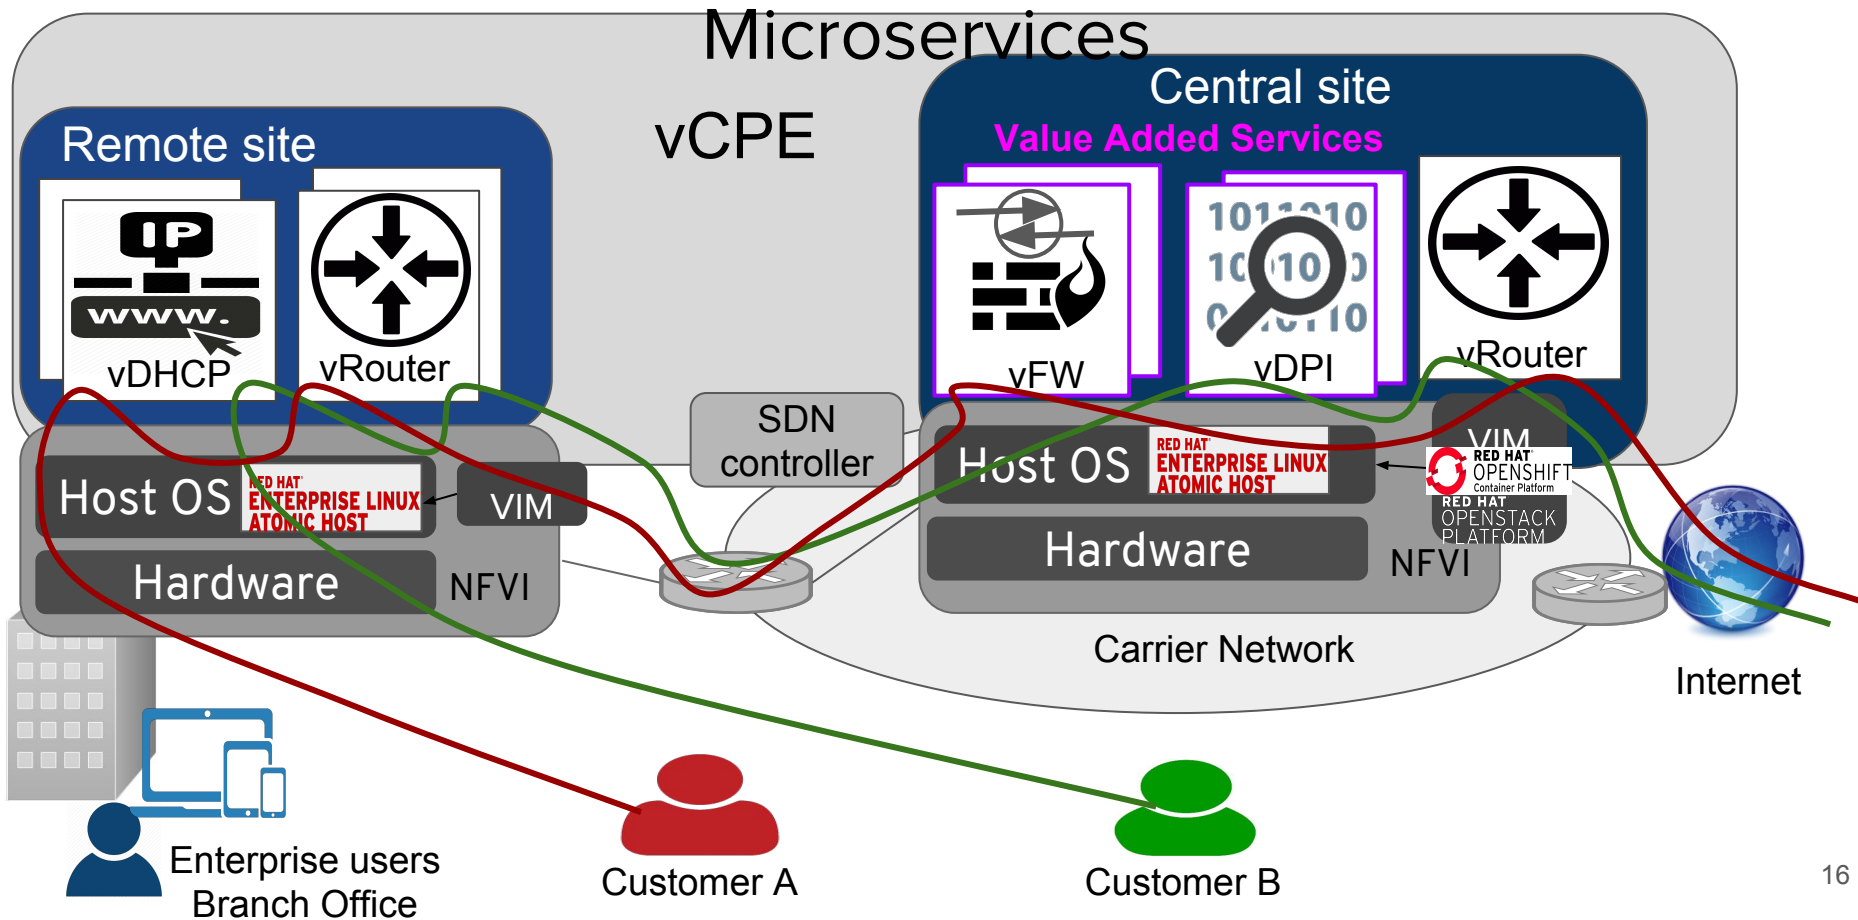 Microservices
vCPE
Remote site
IP
www.
vDHCP
vRouter
Host OS
RED HAT
ENTERPRISE LINUX
ATOMIC HOST
VIM
Hardware
NFVI
SDN
controller
Central site
Value Added Services
vFW
1011010
vDPI
vRouter
Host OS
RED HAT
ENTERPRISE LINUX
ATOMIC HOST
VIM
RED HAT
OPENSHIFT
Container Platform
RED HAT
OPENSTACK
PLATFORM
Hardware
NFVI
Carrier Network
Internet
Enterprise users
Branch Office
Customer A
Customer B
16